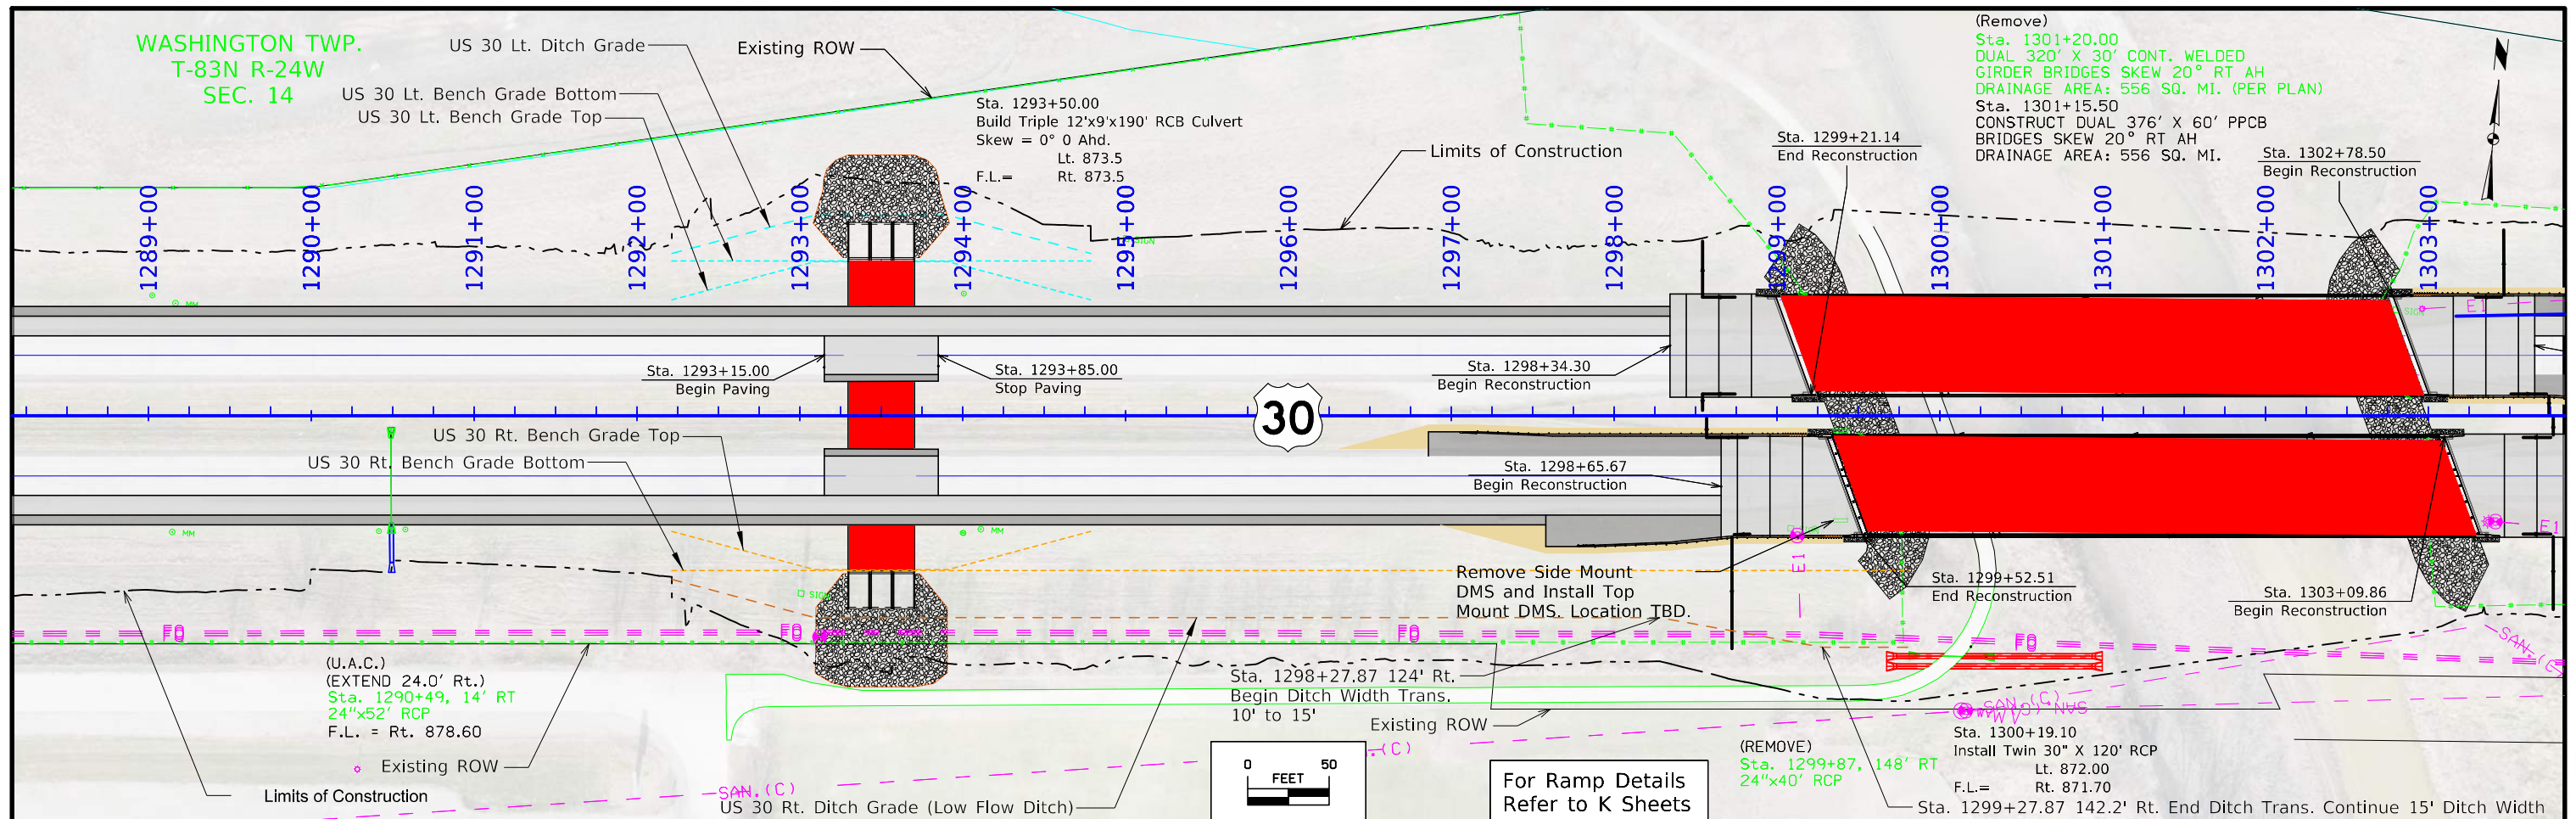 WASHINGTON TWP.
T-83N R-24W
SEC. 14
US 30 Lt. Ditch Grade
US 30 Lt. Bench Grade Bottom
US 30 Lt. Bench Grade Top
Existing ROW
Sta. 1293+50.00
Build Triple 12'x9'x190' RCB Culvert
Skew = 0° 0 Ahd.
Lt. 873.5
F.L.= Rt. 873.5
Limits of Construction
Sta. 1299+21.14
End Reconstruction
(Remove)
Sta. 1301+20.00
DUAL 320' X 30' CONT. WELDED
GIRDER BRIDGES SKEW 20° RT AH
DRAINAGE AREA: 556 SQ. MI. (PER PLAN)
Sta. 1301+15.50
CONSTRUCT DUAL 376' X 60' PPCB
BRIDGES SKEW 20° RT AH
DRAINAGE AREA: 556 SQ. MI.
Sta. 1302+78.50
Begin Reconstruction
1289+00
1290+00
1291+00
1292+00
1293+00
1294+00
1295+00
1296+00
1297+00
1298+00
1299+00
1300+00
1301+00
1302+00
1303+00
SIGN
MM
E1
SIGN
Sta. 1293+15.00
Begin Paving
Sta. 1293+85.00
Stop Paving
Sta. 1298+34.30
Begin Reconstruction
30
US 30 Rt. Bench Grade Top
US 30 Rt. Bench Grade Bottom
Sta. 1298+65.67
Begin Reconstruction
MM
MM
E1
E1
SIGN
Remove Side Mount
DMS and Install Top
Mount DMS. Location TBD.
Sta. 1299+52.51
End Reconstruction
Sta. 1303+09.86
Begin Reconstruction
FO
FO
FO
FO
SAN.(C)
(U.A.C.)
(EXTEND 24.0' Rt.)
Sta. 1290+49, 14' RT
24"x52' RCP
F.L. = Rt. 878.60
Existing ROW
Limits of Construction
Sta. 1298+27.87 124' Rt.
Begin Ditch Width Trans.
10' to 15'
Existing ROW
SAN.(C)
SAN.(C)
.(C)
SAN.(C)
US 30 Rt. Ditch Grade (Low Flow Ditch)
0 50
FEET
For Ramp Details
Refer to K Sheets
(REMOVE)
Sta. 1299+87, 148' RT
24"x40' RCP
Sta. 1300+19.10
Install Twin 30" X 120' RCP
Lt. 872.00
F.L.= Rt. 871.70
Sta. 1299+27.87 142.2' Rt. End Ditch Trans. Continue 15' Ditch Width